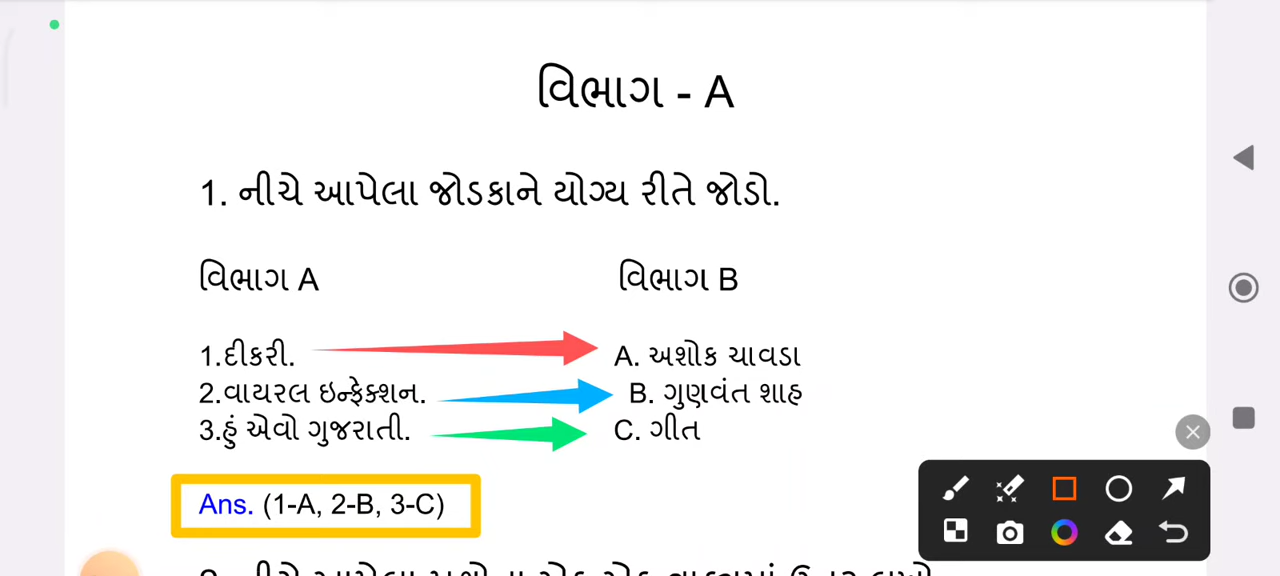 વિભાગ - A
1. નીચે આપેલા જોડકાને યોગ્ય રીતે જોડો.
વિભાગ A વિભાગ B
1.દીકરી. A. અશોક ચાવડા
2.વાયરલ ઇન્ફેક્શન. B. ગુણવંત શાહ
3.હું એવો ગુજરાતી. C. ગીત
Ans. (1-A, 2-B, 3-C)